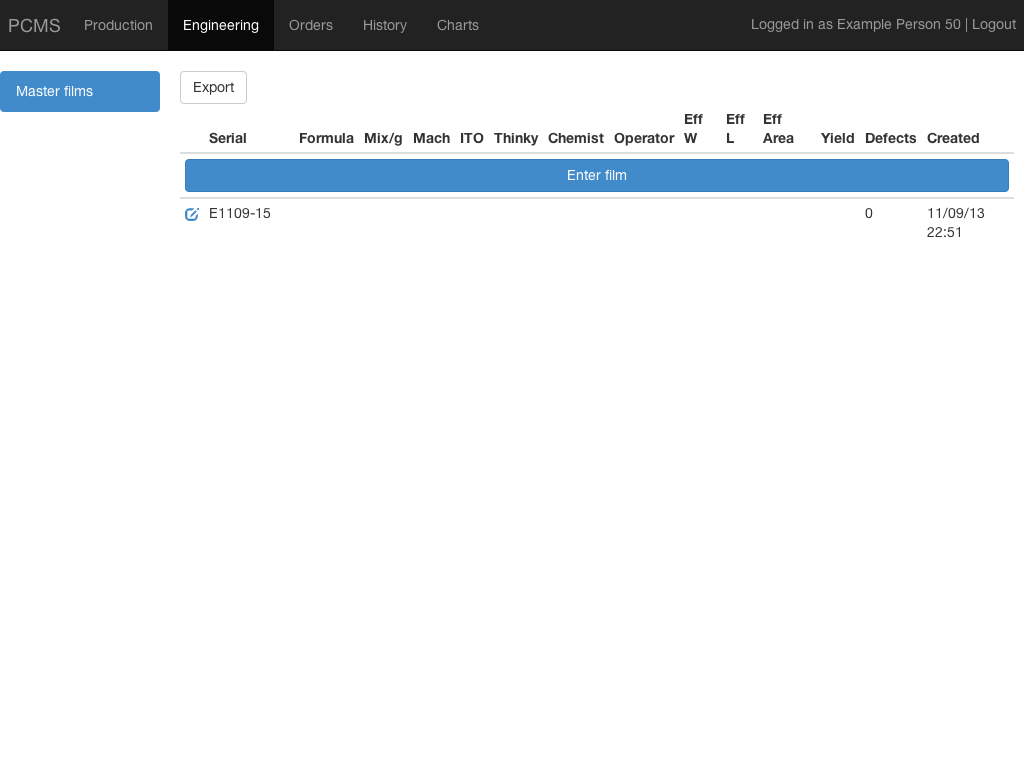 PCMS Production Engineering Orders History Charts Logged in as Example Person 50 | Logout
Master films
Export
Serial Formula Mix/g Mach ITO Thinky Chemist Operator Eff W Eff L Eff Area Yield Defects Created
Enter film
E1109-15 0 11/09/13
22:51